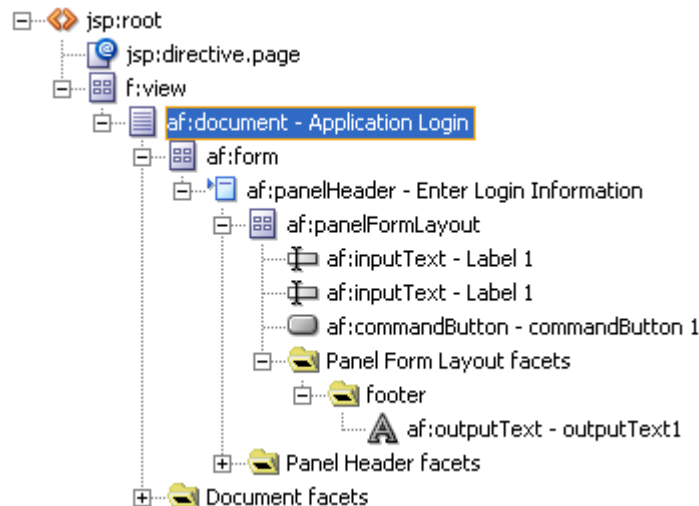 jsp:root
jsp:directive.page
f:view
af:document - Application Login
af:form
af:panelHeader - Enter Login Information
af:panelFormLayout
af:inputText - Label 1
af:inputText - Label 1
af:commandButton - commandButton 1
Panel Form Layout facets
footer
af:outputText - outputText1
Panel Header facets
Document facets